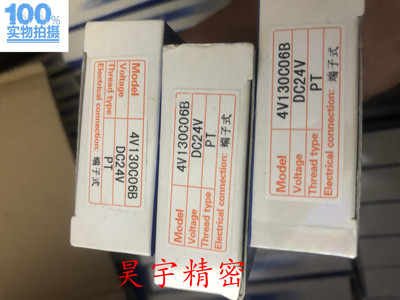 100%
实物拍摄
Model 4V130C06B
Voltage DC24V
Thread type PT
Electrical connection: 端子式
Model 4V130C06B
Voltage DC24V
Thread type PT
Electrical connection: 端子式
Model 4V130C06B
Voltage DC24V
Thread type PT
Electrical connection: 端子式
昊宇精密